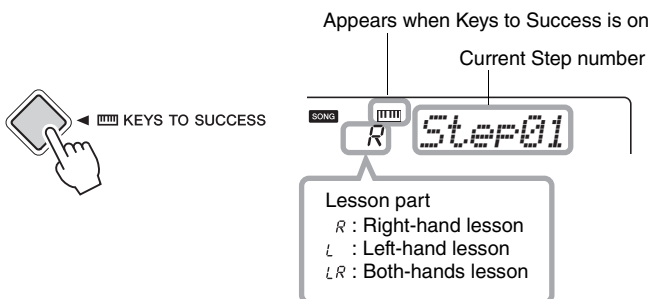 Appears when Keys to Success is on
Current Step number
KEYS TO SUCCESS
SONG
R
Step01
Lesson part
R : Right-hand lesson
L : Left-hand lesson
LR : Both-hands lesson